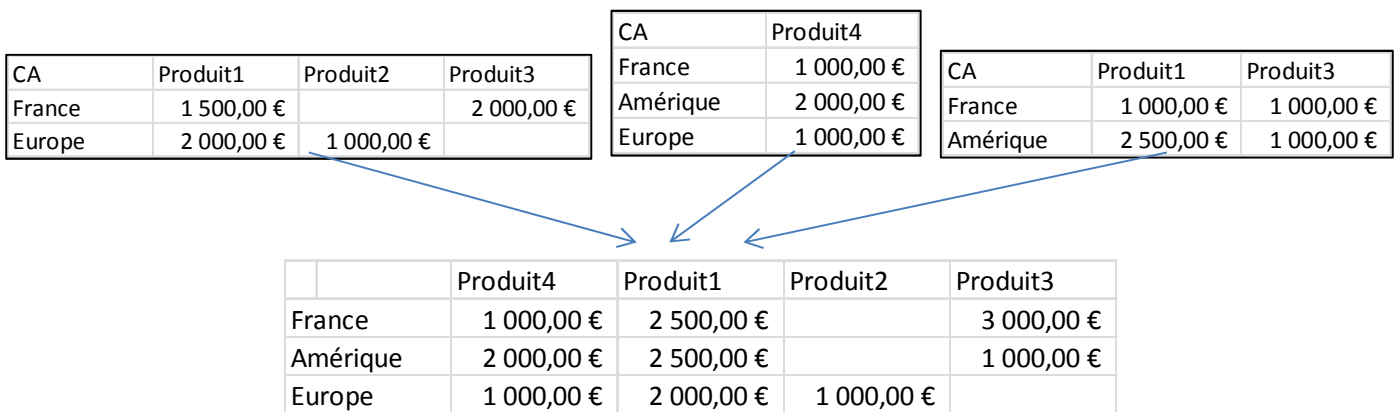 CA Produit1 Produit2 Produit3
France 1 500,00 € 2 000,00 €
Europe 2 000,00 € 1 000,00 €
CA Produit4
France 1 000,00 €
Amérique 2 000,00 €
Europe 1 000,00 €
CA Produit1 Produit3
France 1 000,00 € 1 000,00 €
Amérique 2 500,00 € 1 000,00 €
Produit4 Produit1 Produit2 Produit3
France 1 000,00 € 2 500,00 € 3 000,00 €
Amérique 2 000,00 € 2 500,00 € 1 000,00 €
Europe 1 000,00 € 2 000,00 € 1 000,00 €